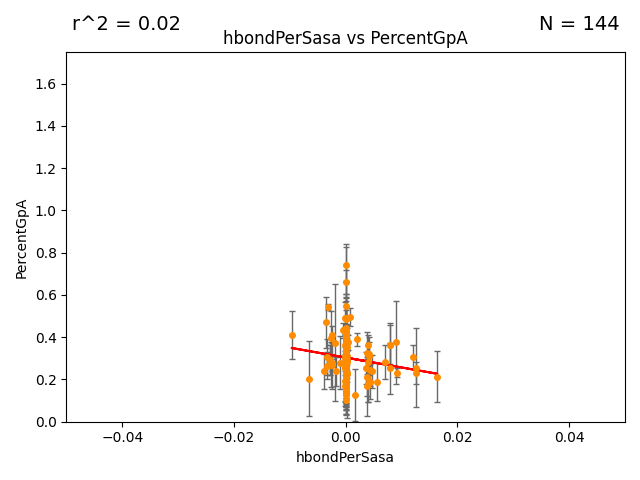 r^2 = 0.02
N = 144
hbondPerSasa vs PercentGpA
1.6
1.4
1.2
1.0
0.8
0.6
0.4
0.2
0.0
PercentGpA
−0.04 −0.02 0.00 0.02 0.04
hbondPerSasa